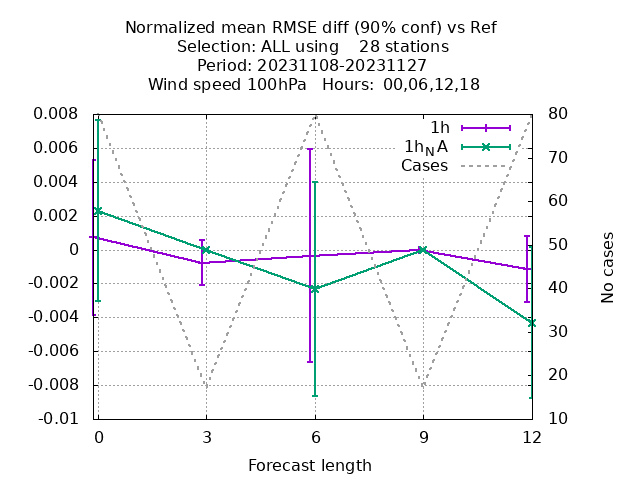 Normalized mean RMSE diff (90% conf) vs Ref
Selection: ALL using    28 stations
Period: 20231108-20231127
Wind speed 100hPa   Hours:  00,06,12,18
1h
1h_NA
Cases
0.008
0.006
0.004
0.002
0
-0.002
-0.004
-0.006
-0.008
-0.01
80
70
60
50
40
30
20
10
No cases
0
3
6
9
12
Forecast length